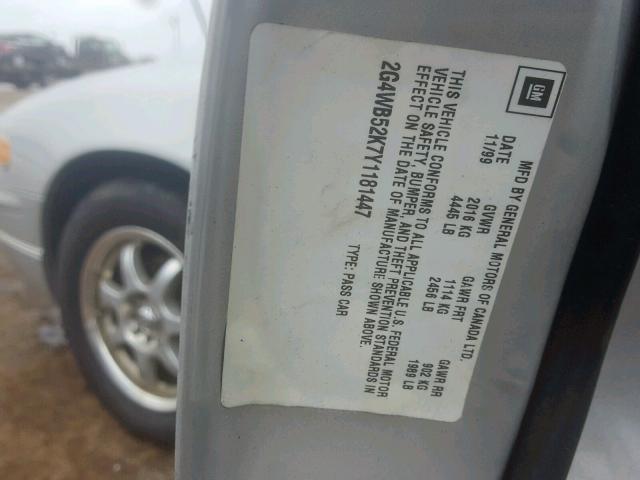 GM
MFD BY GENERAL MOTORS OF CANADA LTD.
DATE GVWR GAWR FRT GAWR RR
11/99 2016 KG 1114 KG 902 KG
4445 LB 2456 LB 1989 LB
THIS VEHICLE CONFORMS TO ALL APPLICABLE U.S. FEDERAL MOTOR
VEHICLE SAFETY, BUMPER, AND THEFT PREVENTION STANDARDS IN
EFFECT ON THE DATE OF MANUFACTURE SHOWN ABOVE.
2G4WB52K7Y1181447 TYPE: PASS CAR